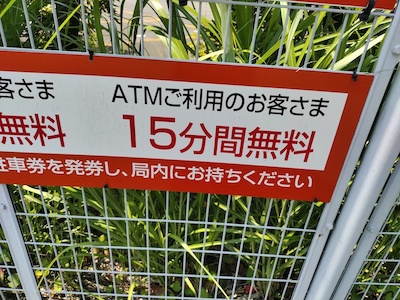 客さま ATMご利用のお客さま
無料 15分間無料
駐車券を発券し、局内にお持ちください